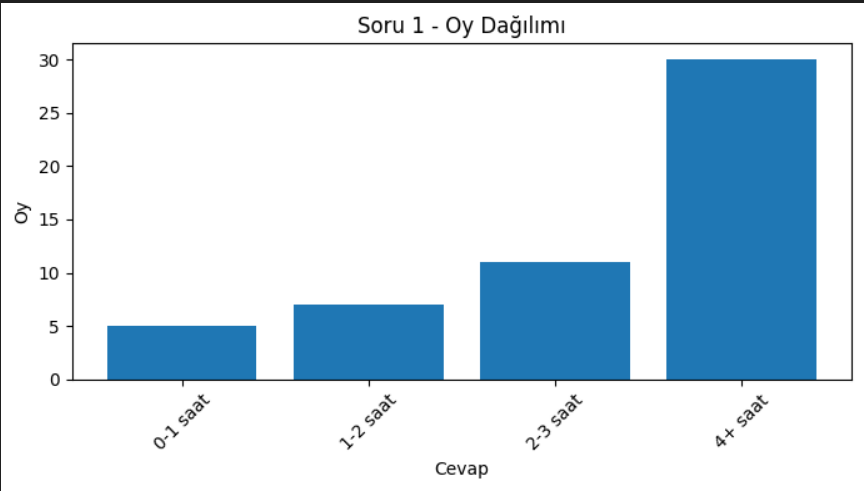 Soru 1 - Oy Dağılımı
30
25
20
15
10
5
0
Oy
0-1 saat
1-2 saat
2-3 saat
4+ saat
Cevap